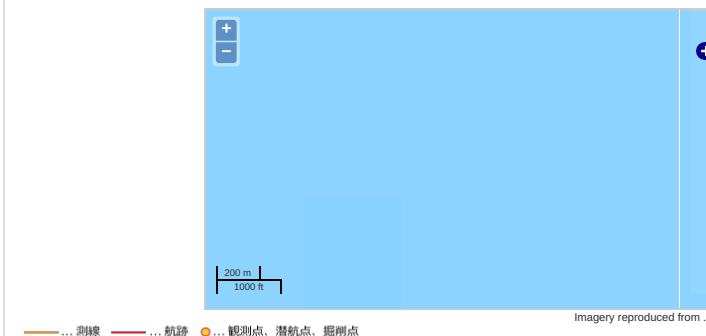 +
−
200 m
1000 ft
Imagery reproduced from .
... 測線 ... 航跡 ... 観測点、潜航点、掘削点